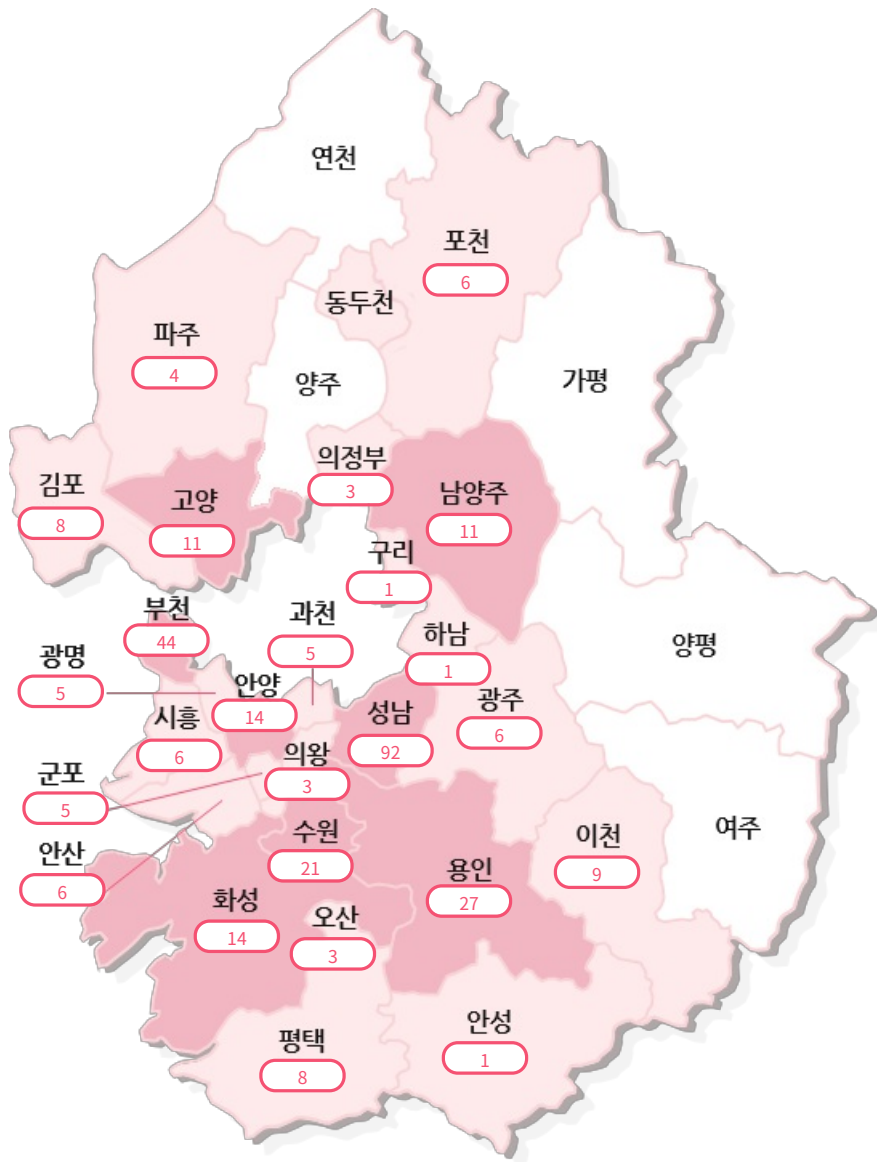 연천
포천
6
동두천
파주
4
양주
가평
의정부
3
김포
8
고양
11
남양주
11
구리
1
부천
44
과천
5
하남
1
양평
광명
5
안양
14
시흥
6
성남
92
광주
6
의왕
3
군포
5
수원
21
이천
9
여주
안산
6
용인
27
화성
14
오산
3
안성
1
평택
8